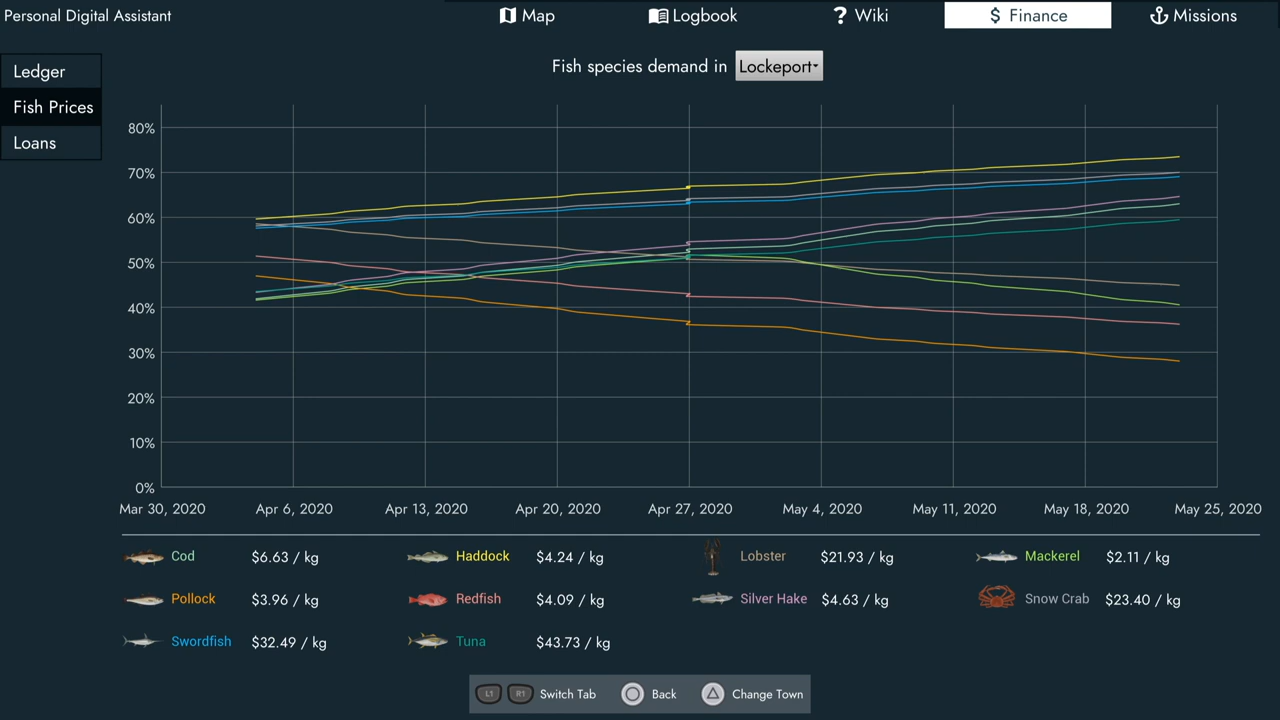 Personal Digital Assistant
Map
Logbook
? Wiki
$ Finance
Missions
Ledger
Fish Prices
Loans
Fish species demand in Lockeport
80%
70%
60%
50%
40%
30%
20%
10%
0%
Mar 30, 2020 Apr 6, 2020 Apr 13, 2020 Apr 20, 2020 Apr 27, 2020 May 4, 2020 May 11, 2020 May 18, 2020 May 25, 2020
Cod $6.63 / kg Haddock $4.24 / kg Lobster $21.93 / kg Mackerel $2.11 / kg
Pollock $3.96 / kg Redfish $4.09 / kg Silver Hake $4.63 / kg Snow Crab $23.40 / kg
Swordfish $32.49 / kg Tuna $43.73 / kg
L1 R1 Switch Tab Back Change Town